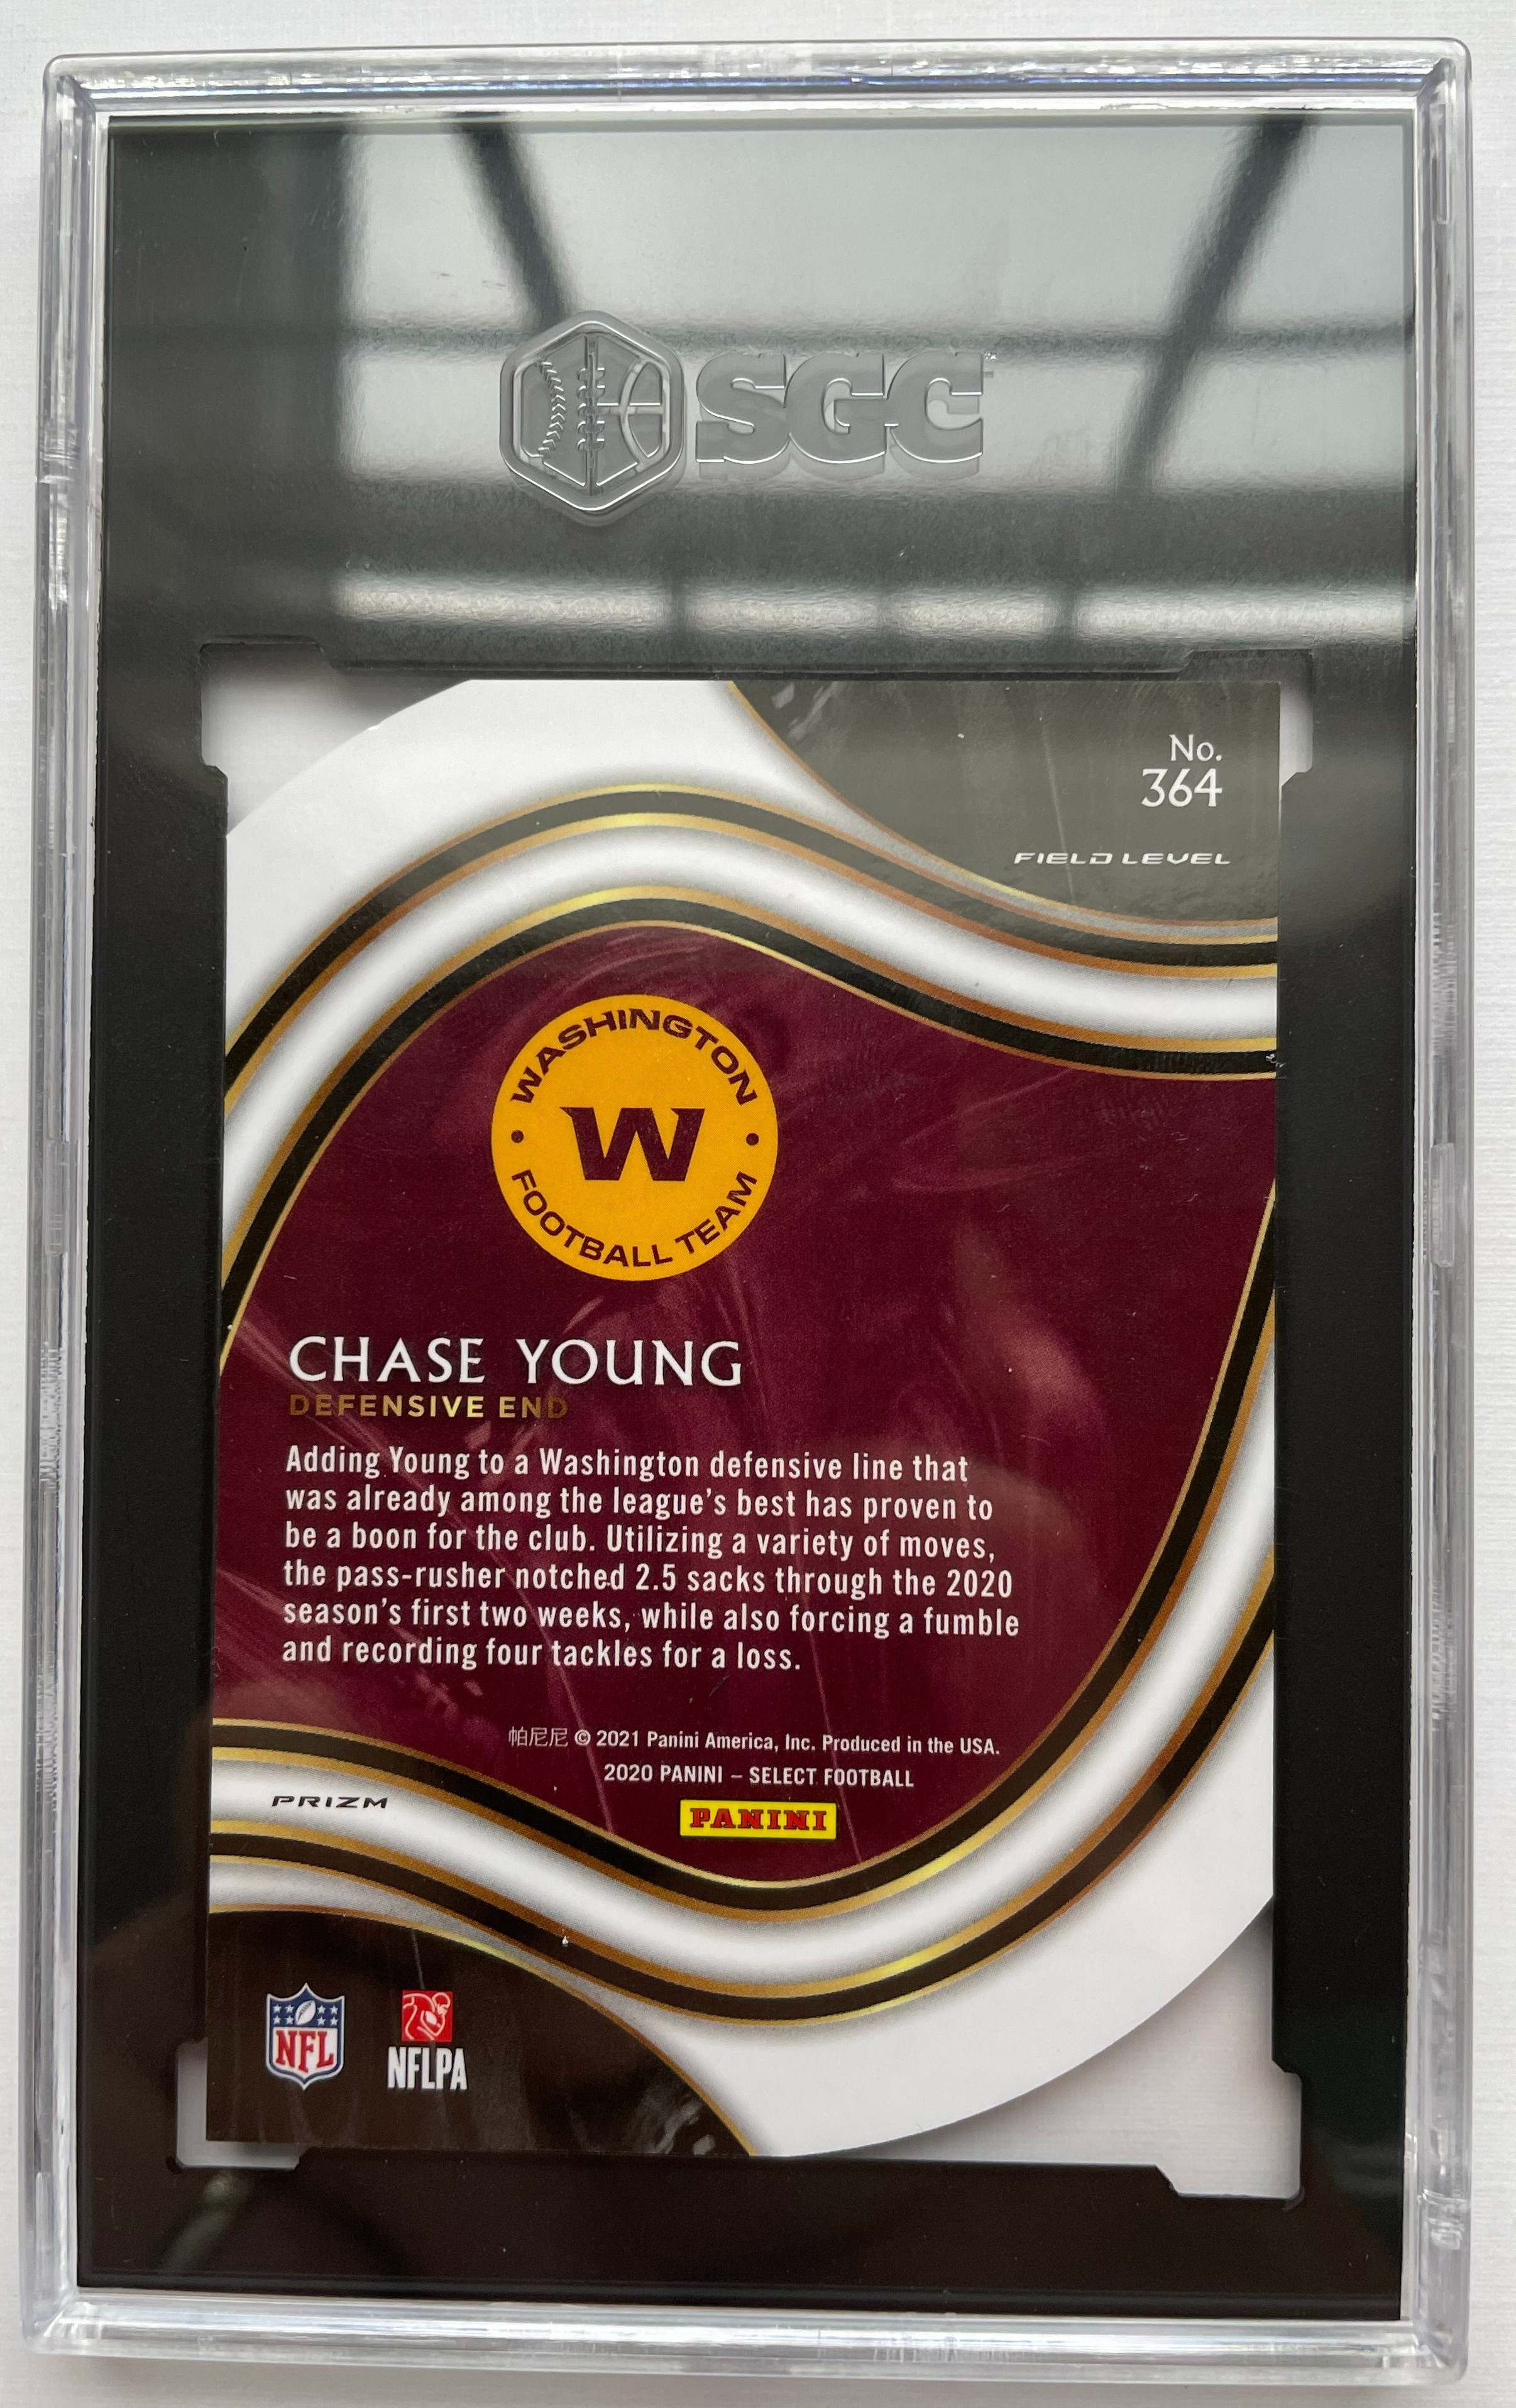 SGC
No.
364
FIELD LEVEL
WASHINGTON
W
FOOTBALL TEAM
CHASE YOUNG
DEFENSIVE END
Adding Young to a Washington defensive line that
was already among the league's best has proven to
be a boon for the club. Utilizing a variety of moves,
the pass-rusher notched 2.5 sacks through the 2020
season's first two weeks, while also forcing a fumble
and recording four tackles for a loss.
帕尼尼 © 2021 Panini America, Inc. Produced in the USA.
2020 PANINI – SELECT FOOTBALL
PRIZM
PANINI
NFL
NFLPA